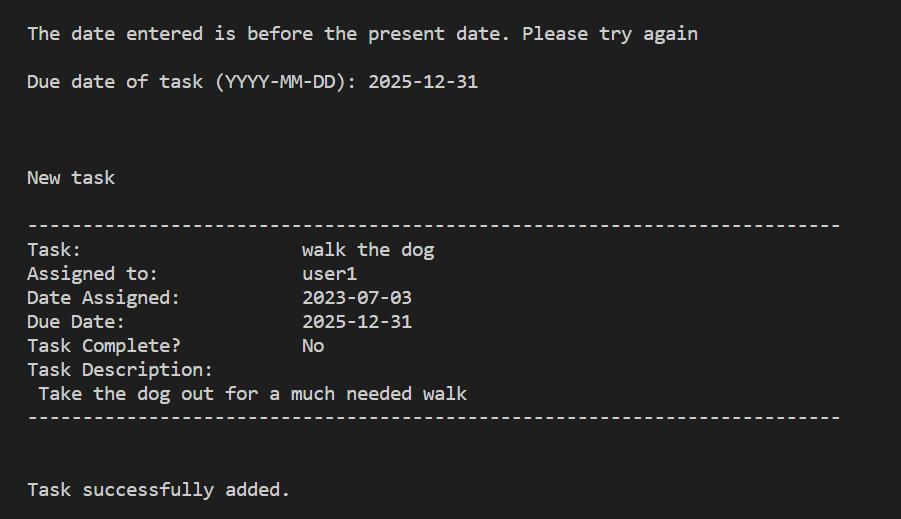 The date entered is before the present date. Please try again
Due date of task (YYYY-MM-DD): 2025-12-31
New task
--------------------------------------------------------------------------
Task: walk the dog
Assigned to: user1
Date Assigned: 2023-07-03
Due Date: 2025-12-31
Task Complete? No
Task Description:
Take the dog out for a much needed walk
--------------------------------------------------------------------------
Task successfully added.